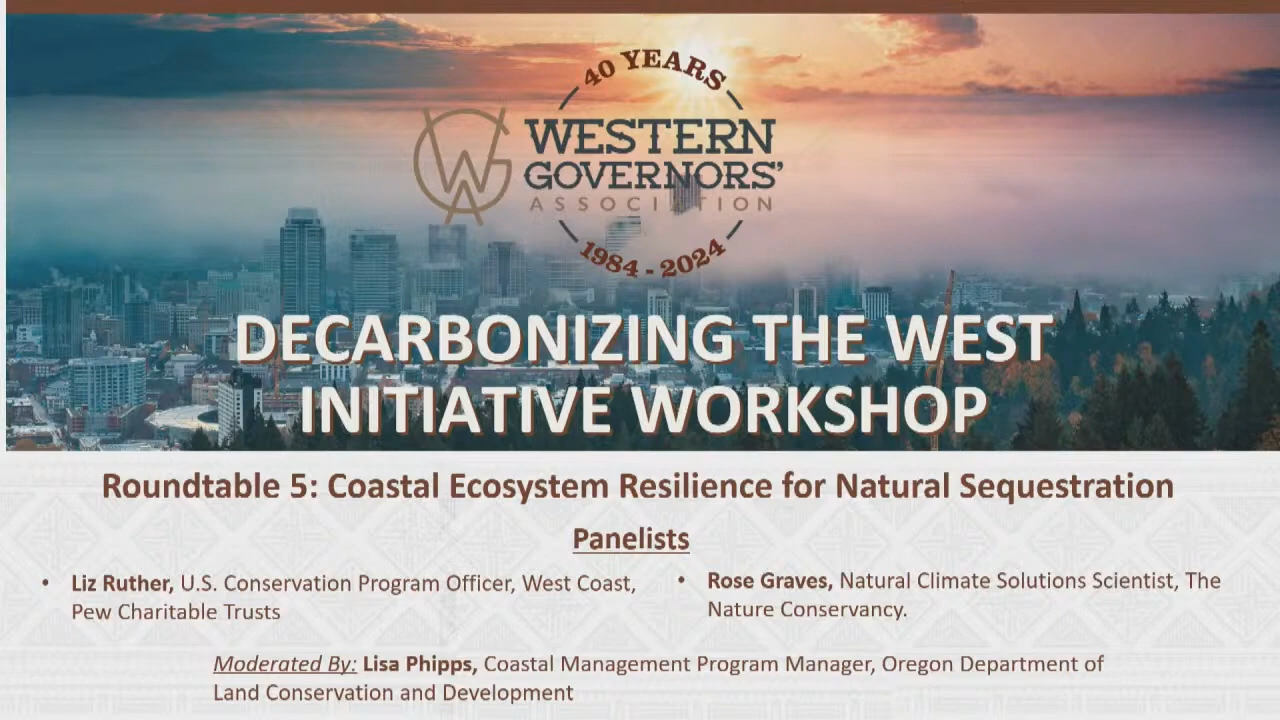 40 YEARS
WESTERN
GOVERNORS'
ASSOCIATION
1984 - 2024
DECARBONIZING THE WEST
INITIATIVE WORKSHOP
Roundtable 5: Coastal Ecosystem Resilience for Natural Sequestration
Panelists
• Liz Ruther, U.S. Conservation Program Officer, West Coast,
Pew Charitable Trusts
• Rose Graves, Natural Climate Solutions Scientist, The
Nature Conservancy.
Moderated By: Lisa Phipps, Coastal Management Program Manager, Oregon Department of
Land Conservation and Development